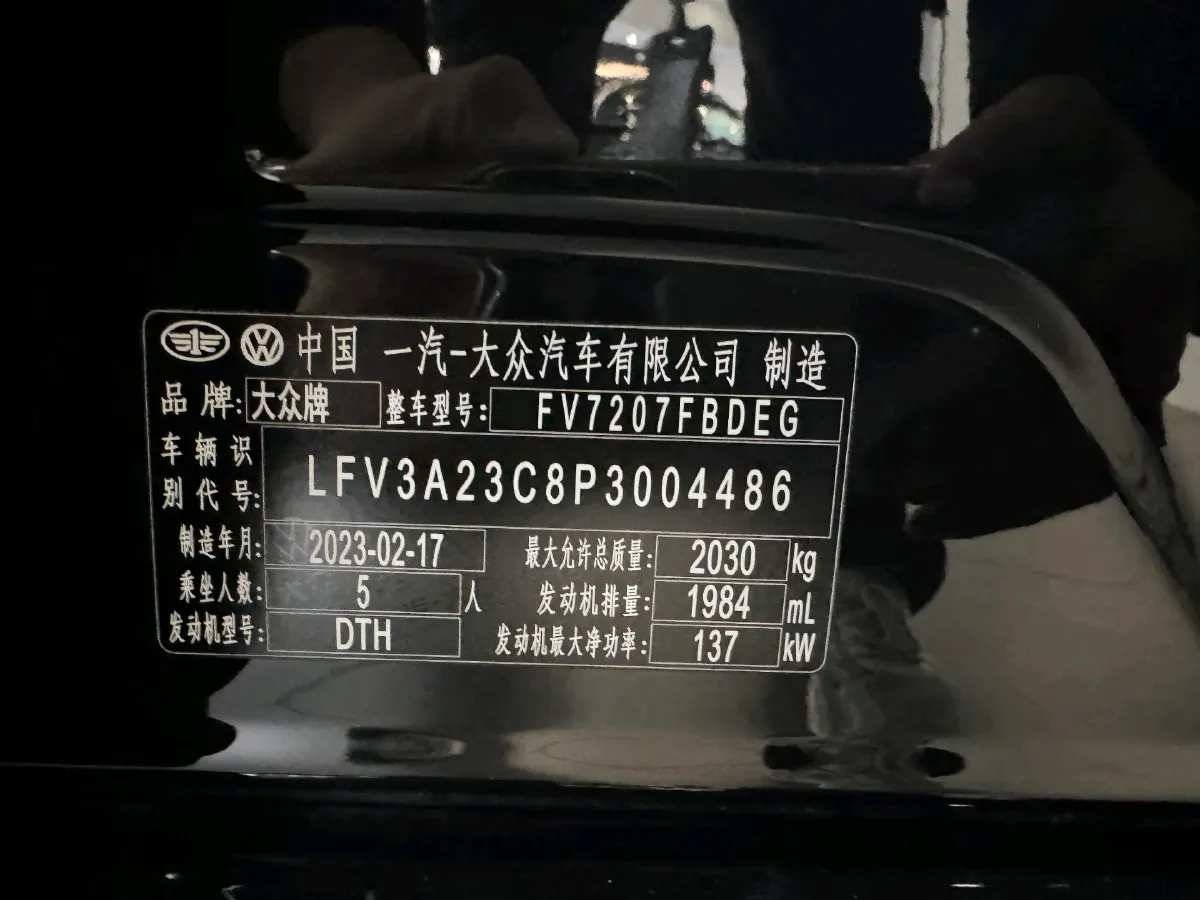 中国 一汽-大众汽车有限公司 制造
品牌: 大众牌 整车型号: FV7207FBDEG
车辆识
别代号: LFV3A23C8P3004486
制造年月: 2023-02-17 最大允许总质量: 2030 kg
乘坐人数: 5 人 发动机排量: 1984 mL
发动机型号: DTH 发动机最大净功率: 137 kW